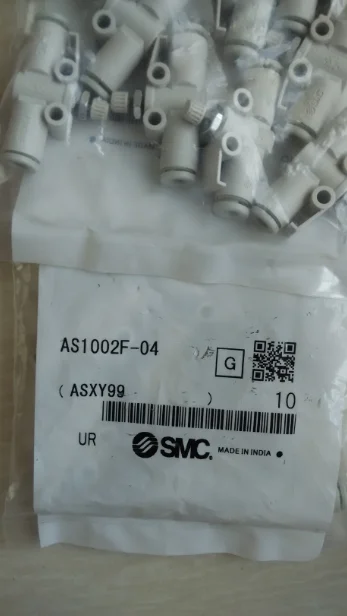 AS1002F-04
G
( ASXY99 ) 10
UR SMC. MADE IN INDIA